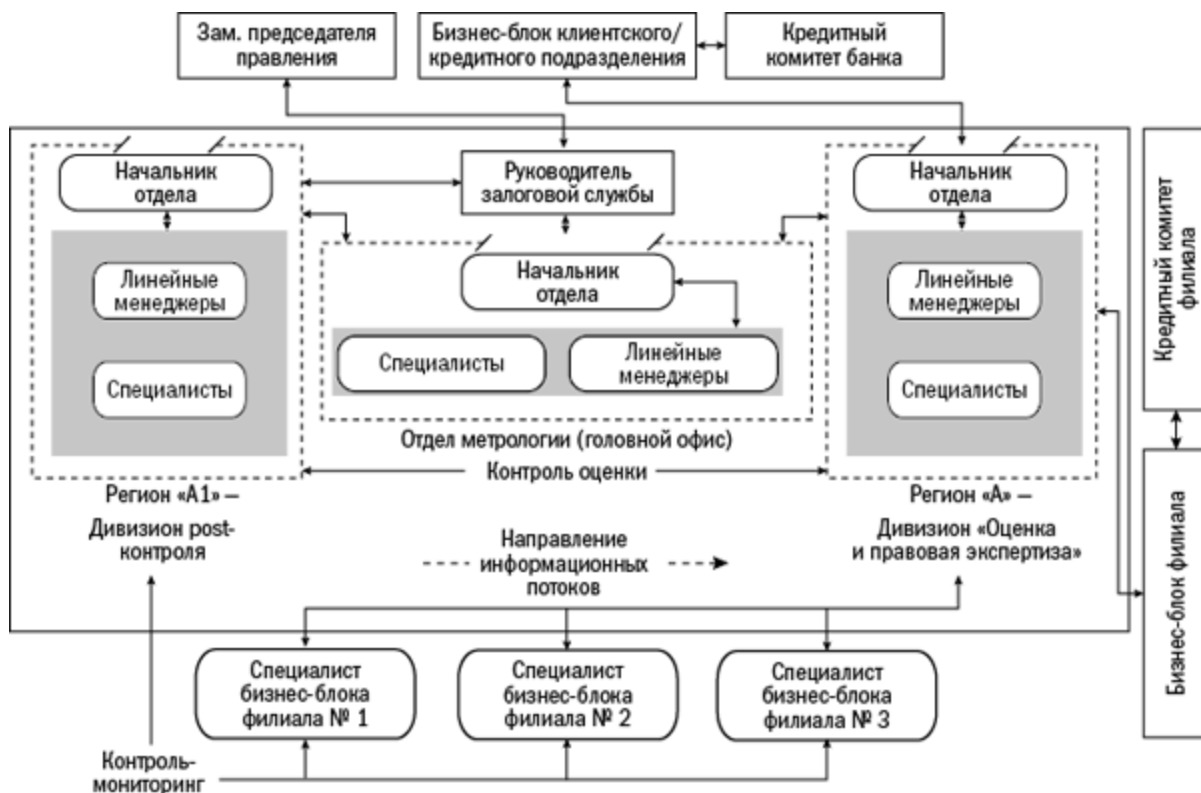 Зам. председателя
правления
Бизнес-блок клиентского/
кредитного подразделения
Кредитный
комитет банка
Начальник
отдела
Линейные
менеджеры
Специалисты
Руководитель
залоговой службы
Начальник
отдела
Специалисты
Линейные
менеджеры
Отдел метрологии (головной офис)
Контроль оценки
Начальник
отдела
Линейные
менеджеры
Специалисты
Кредитный комитет
филиала
Бизнес-блок филиала
Регион «А1» –
Дивизион post-
контроля
Регион «А» –
Дивизион «Оценка
и правовая экспертиза»
Направление
информационных
потоков
Специалист
бизнес-блока
филиала № 1
Специалист
бизнес-блока
филиала № 2
Специалист
бизнес-блока
филиала № 3
Контроль-
мониторинг